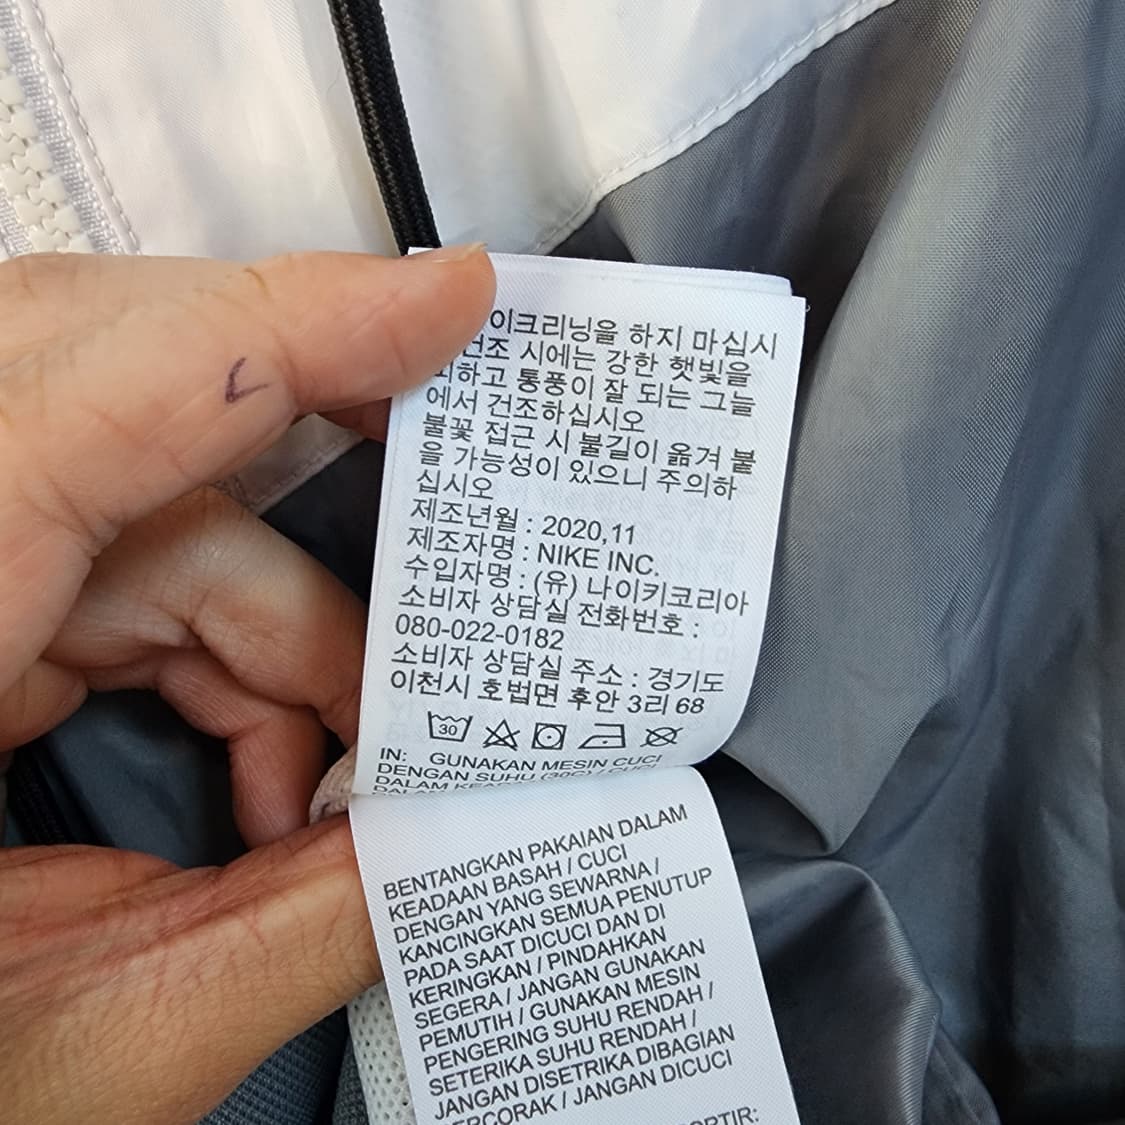 이크리닝을 하지 마십시
건조 시에는 강한 햇빛을
피하고 통풍이 잘 되는 그늘
에서 건조하십시오
불꽃 접근 시 불길이 옮겨 붙
을 가능성이 있으니 주의하
십시오
제조년월 : 2020,11
제조자명 : NIKE INC.
수입자명 : (유) 나이키코리아
소비자 상담실 전화번호 :
080-022-0182
소비자 상담실 주소 : 경기도
이천시 호법면 후안 3리 68
30
IN: GUNAKAN MESIN CUCI
DENGAN SUHU (30C) / CUCI
DALAM
BENTANGKAN PAKAIAN DALAM
KEADAAN BASAH / CUCI
DENGAN YANG SEWARNA /
KANCINGKAN SEMUA PENUTUP
PADA SAAT DICUCI DAN DI
KERINGKAN / PINDAHKAN
SEGERA / JANGAN GUNAKAN
PEMUTIH / GUNAKAN MESIN
PENGERING SUHU RENDAH /
SETERIKA SUHU RENDAH /
JANGAN DISETRIKA DIBAGIAN
BERCORAK / JANGAN DICUCI